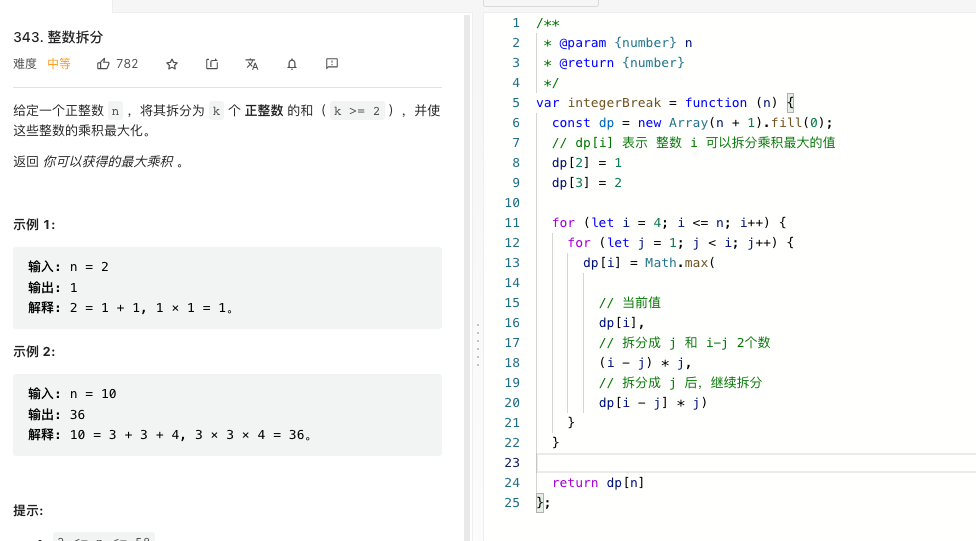 343. 整数拆分
难度 中等 782
给定一个正整数 n ，将其拆分为 k 个 正整数 的和（ k >= 2 ），并使
这些整数的乘积最大化。
返回 你可以获得的最大乘积 。
示例 1:
输入: n = 2
输出: 1
解释: 2 = 1 + 1, 1 × 1 = 1。
示例 2:
输入: n = 10
输出: 36
解释: 10 = 3 + 3 + 4, 3 × 3 × 4 = 36。
提示:
1 /**
2 * @param {number} n
3 * @return {number}
4 */
5 var integerBreak = function (n) {
6 const dp = new Array(n + 1).fill(0);
7 // dp[i] 表示 整数 i 可以拆分乘积最大的值
8 dp[2] = 1
9 dp[3] = 2
10
11 for (let i = 4; i <= n; i++) {
12 for (let j = 1; j < i; j++) {
13 dp[i] = Math.max(
14
15 // 当前值
16 dp[i],
17 // 拆分成 j 和 i-j 2个数
18 (i - j) * j,
19 // 拆分成 j 后，继续拆分
20 dp[i - j] * j)
21 }
22 }
23
24 return dp[n]
25 };